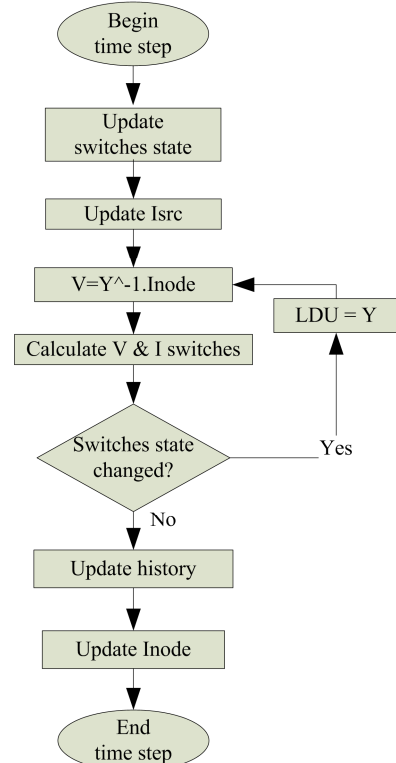 Begin
time step
Update
switches state
Update Isrc
V=Y^-1.Inode
LDU = Y
Calculate V & I switches
Switches state
changed?
Yes
No
Update history
Update Inode
End
time step